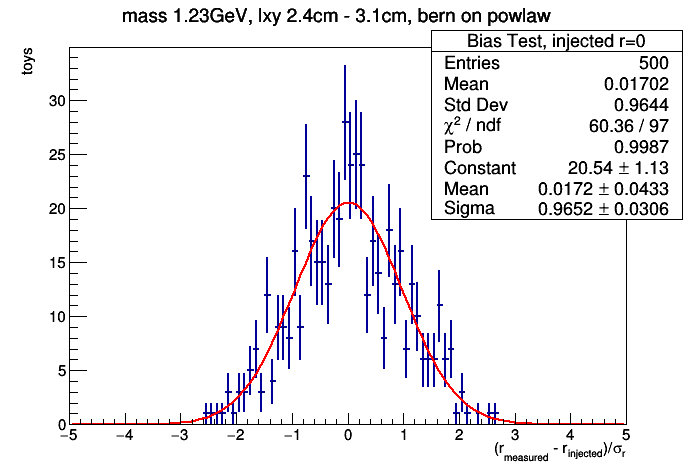 mass 1.23GeV, lxy 2.4cm - 3.1cm, bern on powlaw
toys
Bias Test, injected r=0
Entries 500
Mean 0.01702
Std Dev 0.9644
χ² / ndf 60.36 / 97
Prob 0.9987
Constant 20.54 ± 1.13
Mean 0.0172 ± 0.0433
Sigma 0.9652 ± 0.0306
30
25
20
15
10
5
0
−5 −4 −3 −2 −1 0 1 2 3 4 5
(r_measured - r_injected)/σ_r